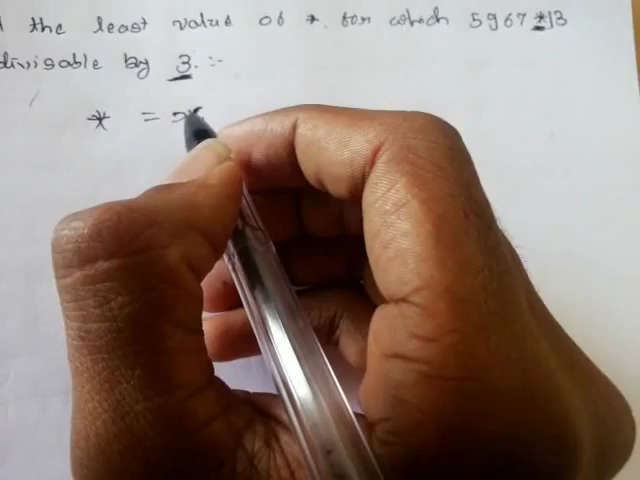 the least value of * for which 5967*13
divisable by 3. :-
* = x